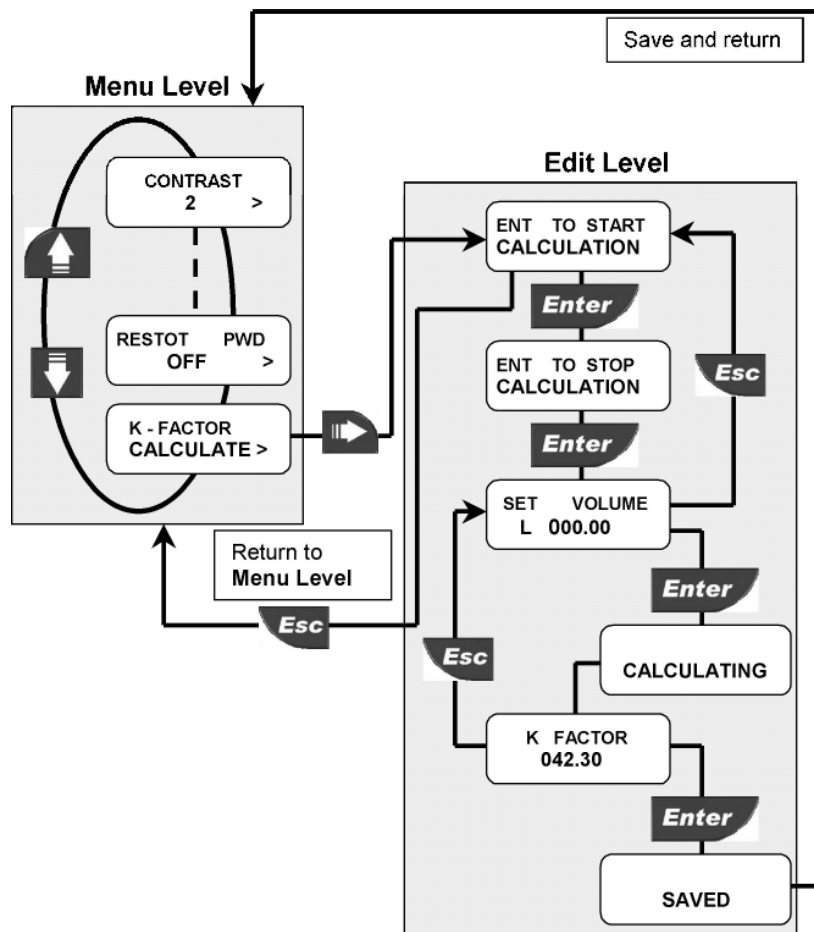 Save and return
Menu Level
CONTRAST
2 >
RESTOT PWD
OFF >
K - FACTOR
CALCULATE >
Return to
Menu Level
Esc
Edit Level
ENT TO START
CALCULATION
Enter
ENT TO STOP
CALCULATION
Esc
Enter
SET VOLUME
L 000.00
Enter
Esc
CALCULATING
K FACTOR
042.30
Enter
SAVED